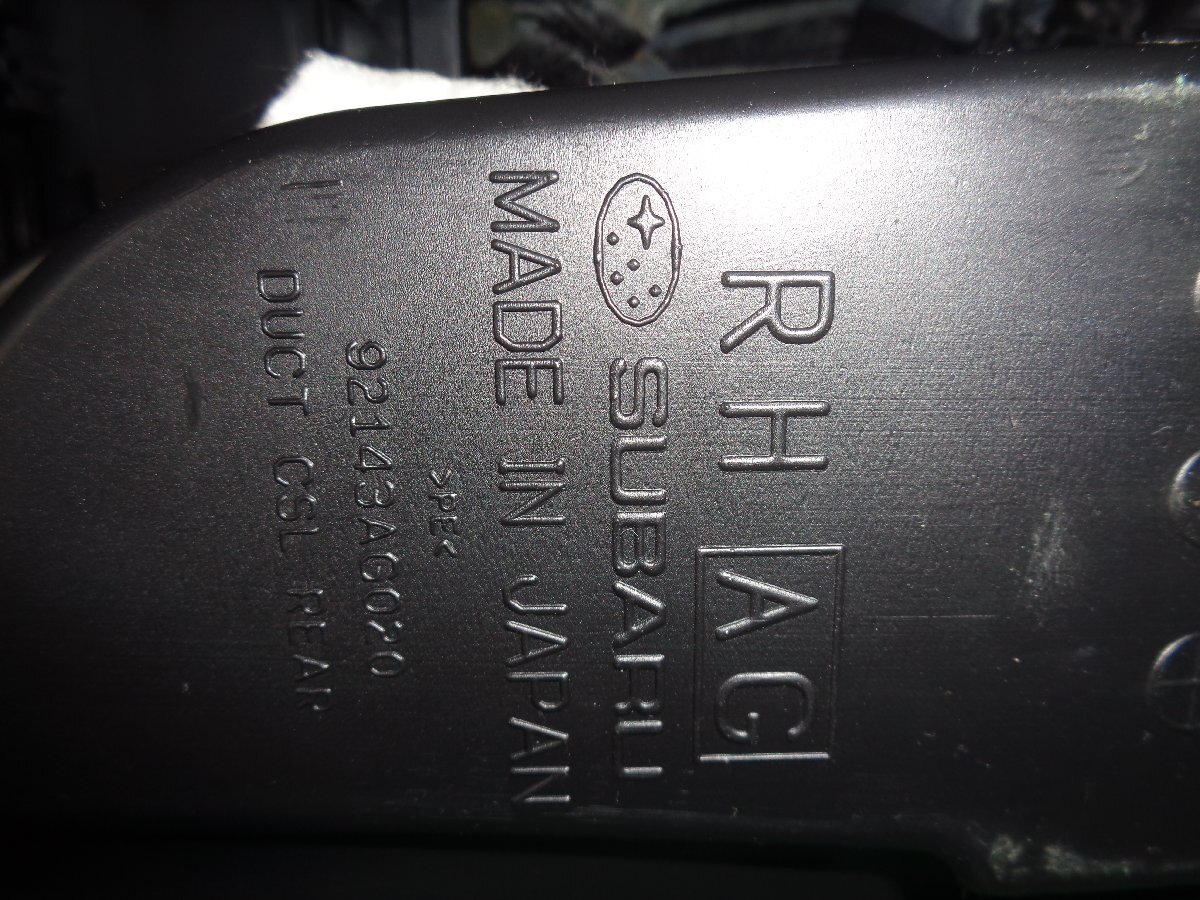 RH AG
SUBARU
MADE IN JAPAN
>PE<
92143AG020
DUCT CSL REAR